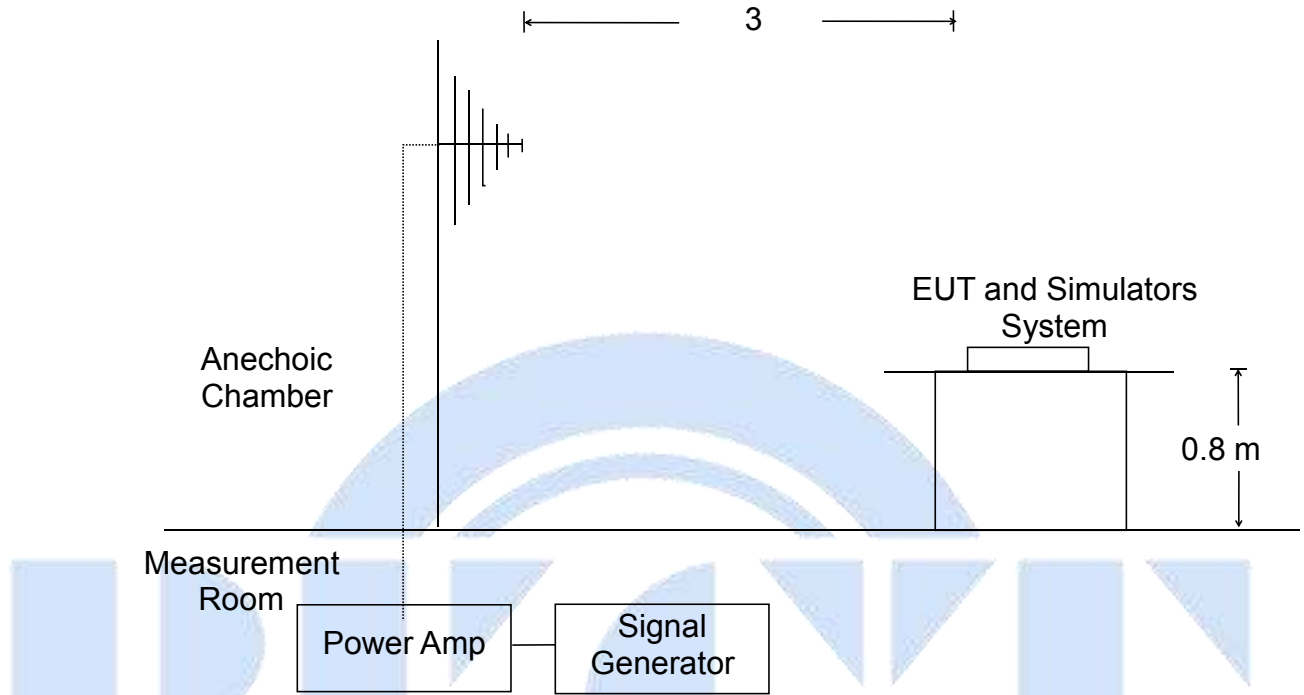 3
EUT and Simulators
System
Anechoic
Chamber
0.8 m
Measurement
Room
Power Amp
Signal
Generator